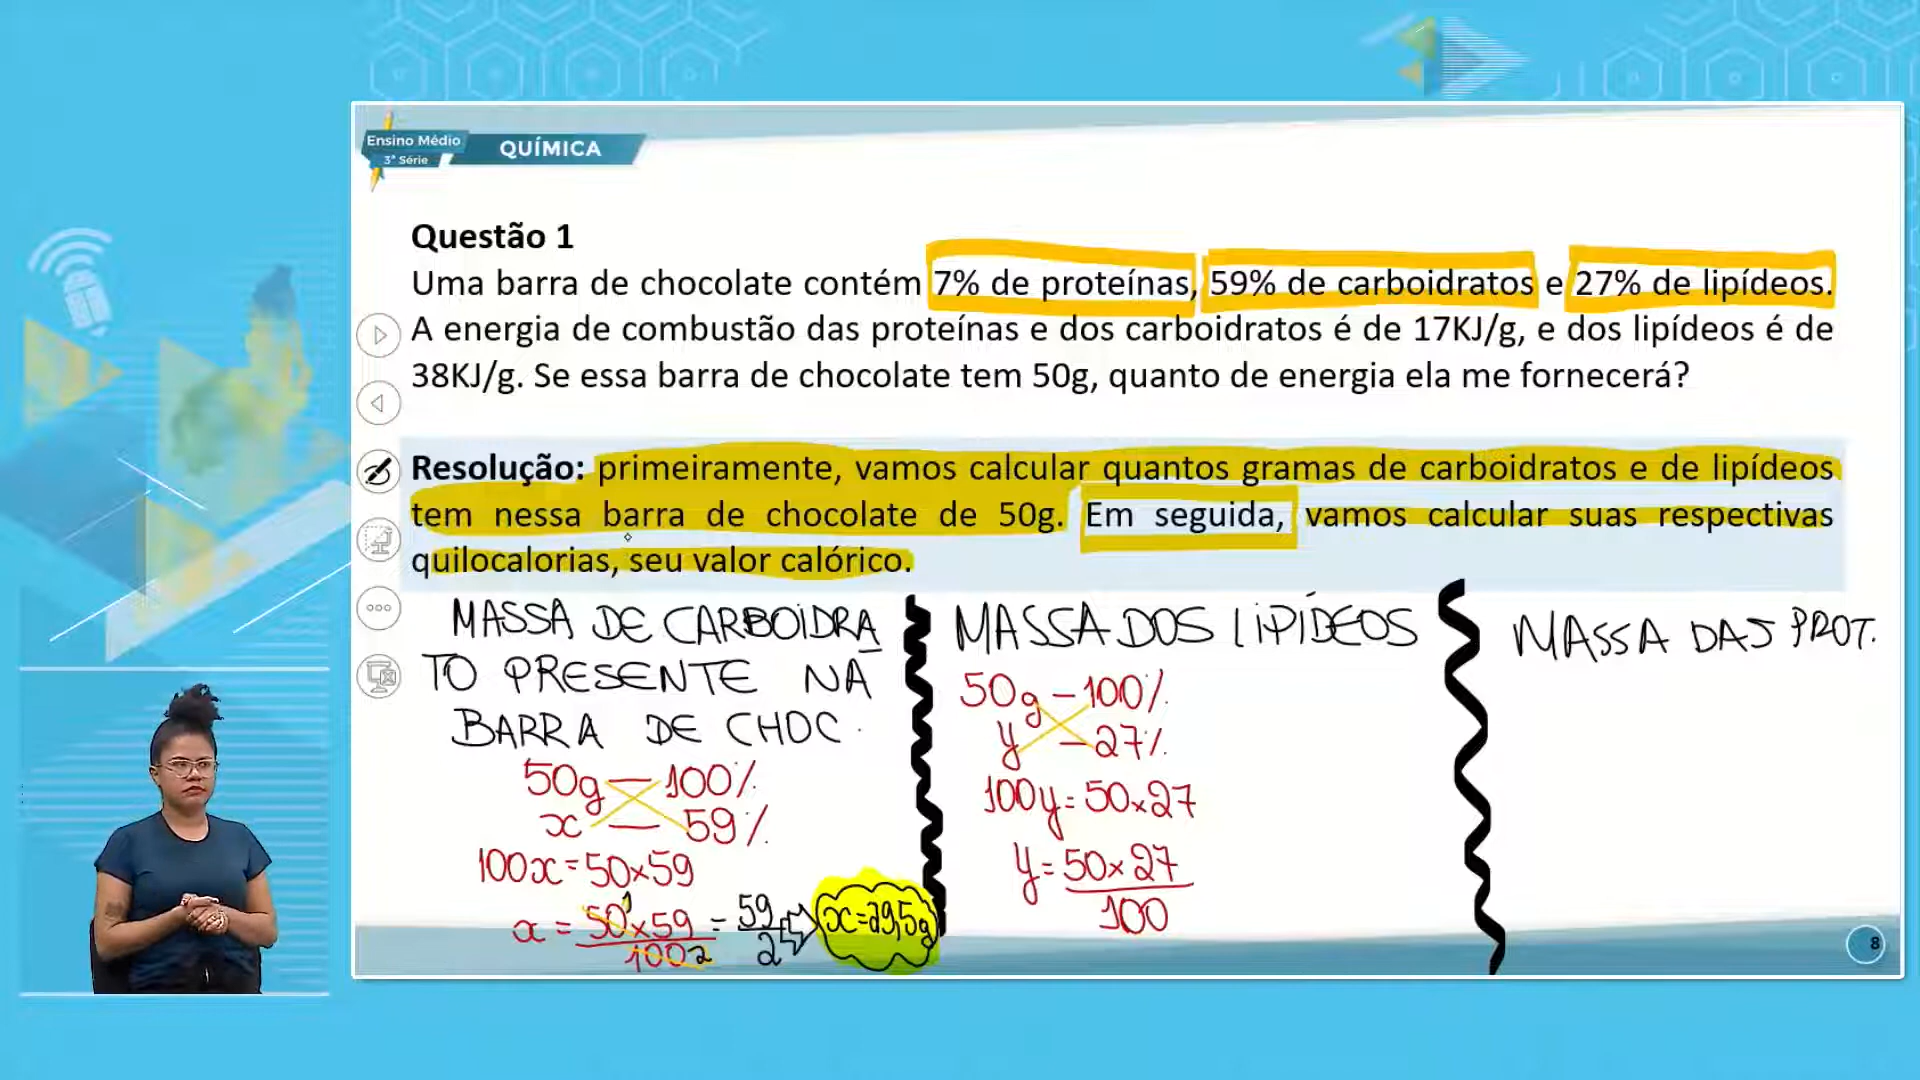 Ensino Médio
3ª Série
QUÍMICA
Questão 1
Uma barra de chocolate contém 7% de proteínas, 59% de carboidratos e 27% de lipídeos.
A energia de combustão das proteínas e dos carboidratos é de 17KJ/g, e dos lipídeos é de
38KJ/g. Se essa barra de chocolate tem 50g, quanto de energia ela me fornecerá?
Resolução: primeiramente, vamos calcular quantos gramas de carboidratos e de lipídeos
tem nessa barra de chocolate de 50g. Em seguida, vamos calcular suas respectivas
quilocalorias, seu valor calórico.
MASSA DE CARBOIDRA
TO PRESENTE NA
BARRA DE CHOC.
50g — 100%
x — 59%
100x = 50x59
x = 50¹x59 = 59
100 2 2
x=29,5g
MASSA DOS LIPÍDEOS
50g — 100%
y — 27%
100y = 50x27
y = 50x27
100
MASSA DAS PROT.
8